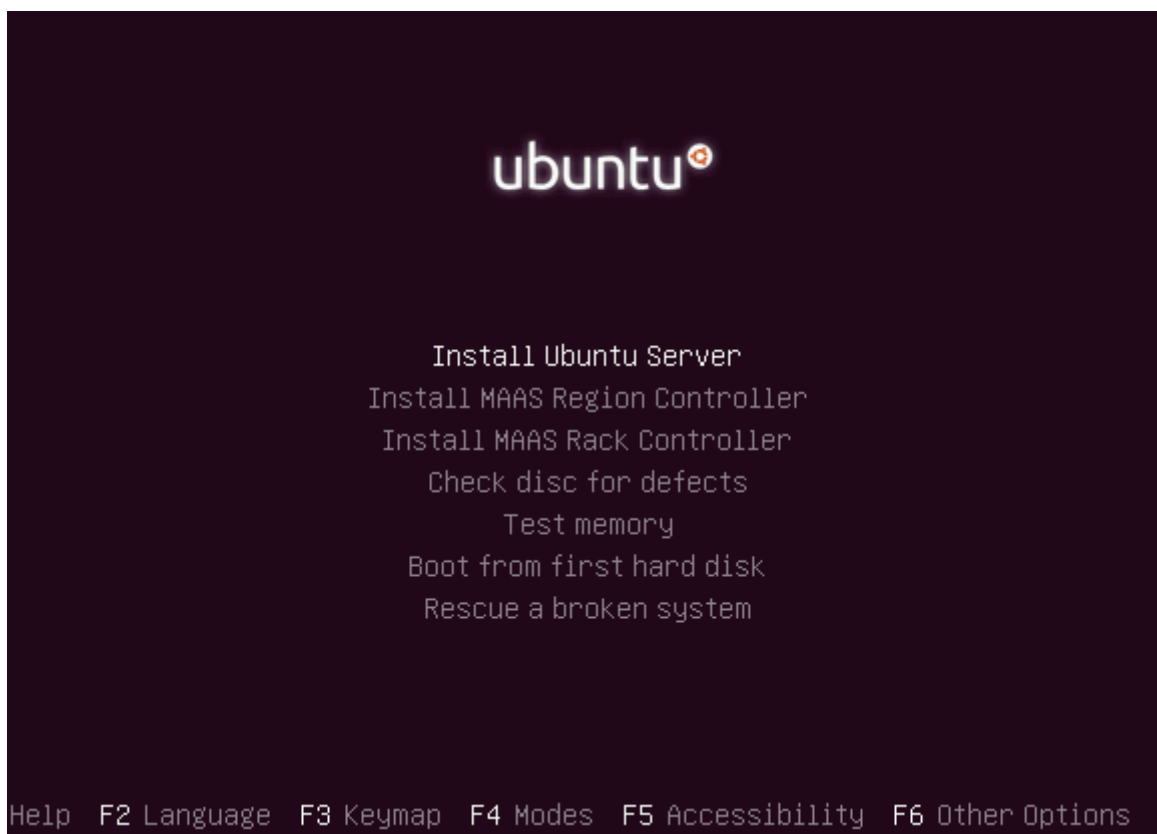 ubuntu
Install Ubuntu Server
Install MAAS Region Controller
Install MAAS Rack Controller
Check disc for defects
Test memory
Boot from first hard disk
Rescue a broken system
Help F2 Language F3 Keymap F4 Modes F5 Accessibility F6 Other Options